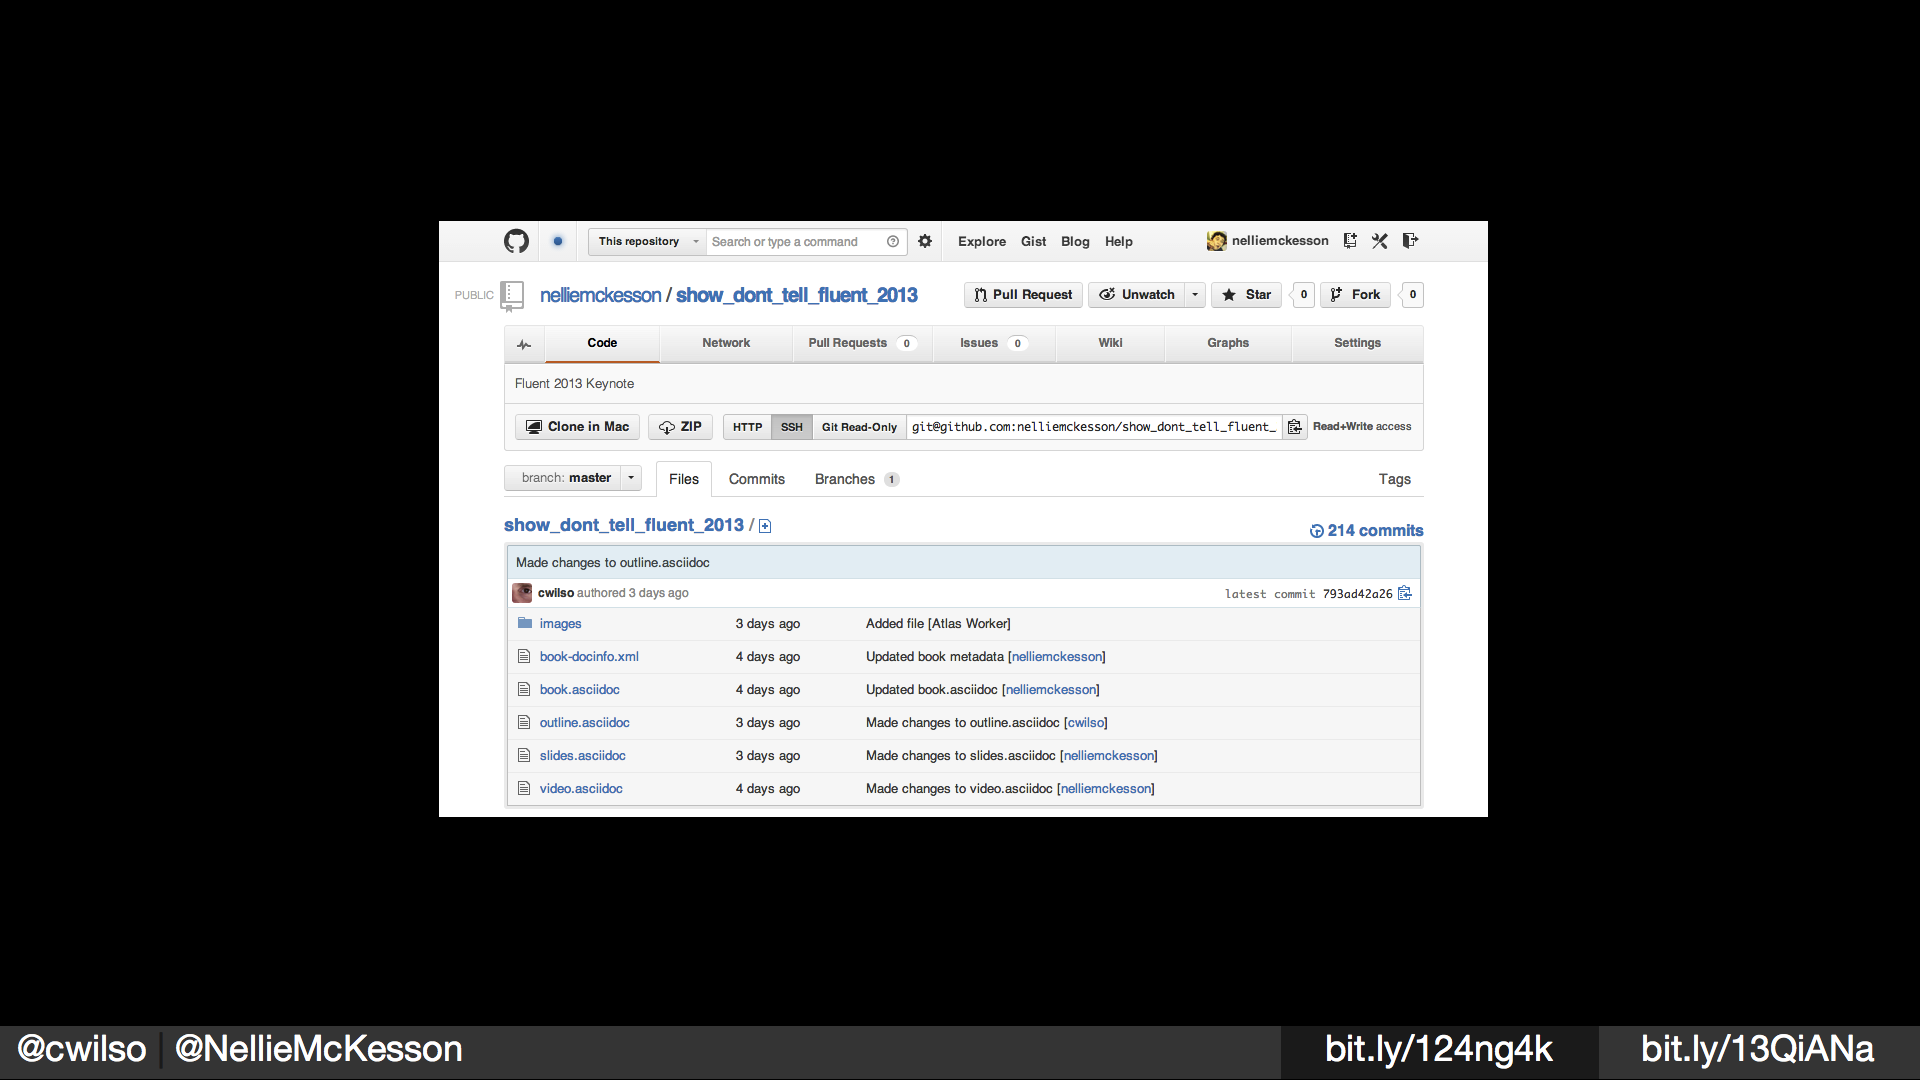 This repository Search or type a command Explore Gist Blog Help nelliemckesson
PUBLIC nelliemckesson / show_dont_tell_fluent_2013 Pull Request Unwatch Star 0 Fork 0
Code Network Pull Requests 0 Issues 0 Wiki Graphs Settings
Fluent 2013 Keynote
Clone in Mac ZIP HTTP SSH Git Read-Only git@github.com:nelliemckesson/show_dont_tell_fluent_ Read+Write access
branch: master Files Commits Branches 1 Tags
show_dont_tell_fluent_2013 /
214 commits
Made changes to outline.asciidoc
cwilso authored 3 days ago latest commit 793ad42a26
images 3 days ago Added file [Atlas Worker]
book-docinfo.xml 4 days ago Updated book metadata [nelliemckesson]
book.asciidoc 4 days ago Updated book.asciidoc [nelliemckesson]
outline.asciidoc 3 days ago Made changes to outline.asciidoc [cwilso]
slides.asciidoc 3 days ago Made changes to slides.asciidoc [nelliemckesson]
video.asciidoc 4 days ago Made changes to video.asciidoc [nelliemckesson]
@cwilso @NellieMcKesson bit.ly/124ng4k bit.ly/13QiANa